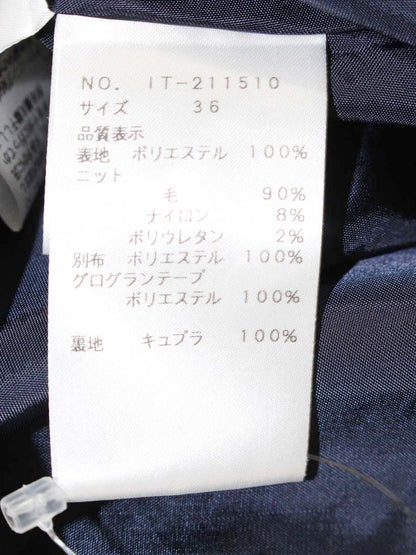 NO. IT-211510
サイズ 36
品質表示
表地 ポリエステル 100%
ニット
毛 90%
ナイロン 8%
ポリウレタン 2%
別布 ポリエステル 100%
グログランテープ
ポリエステル 100%
裏地 キュプラ 100%